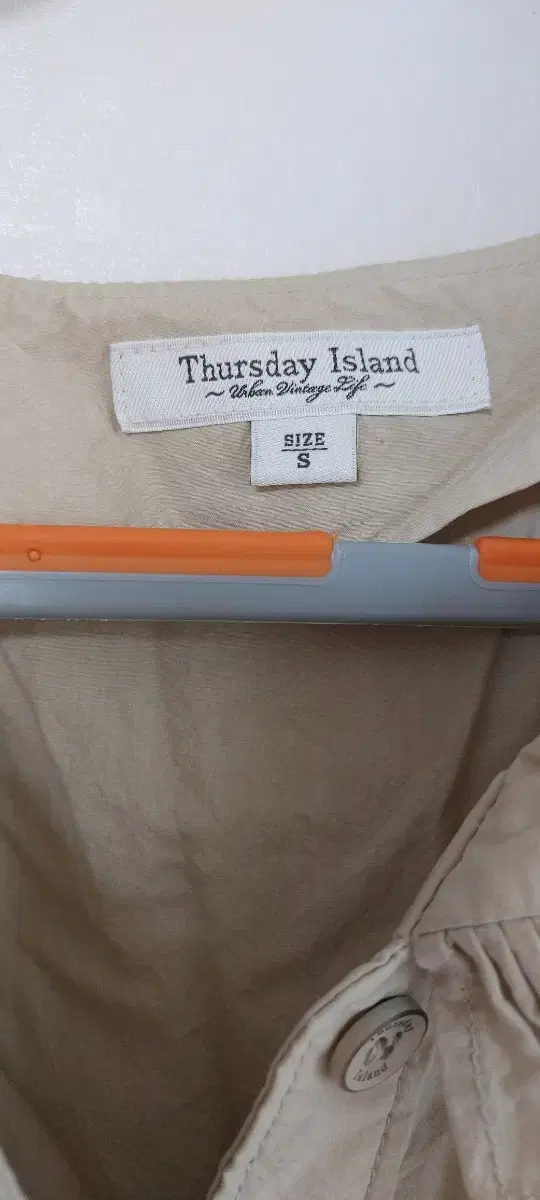 Thursday Island
~ Urban Vintage Life ~
SIZE
S
Thursday
Island